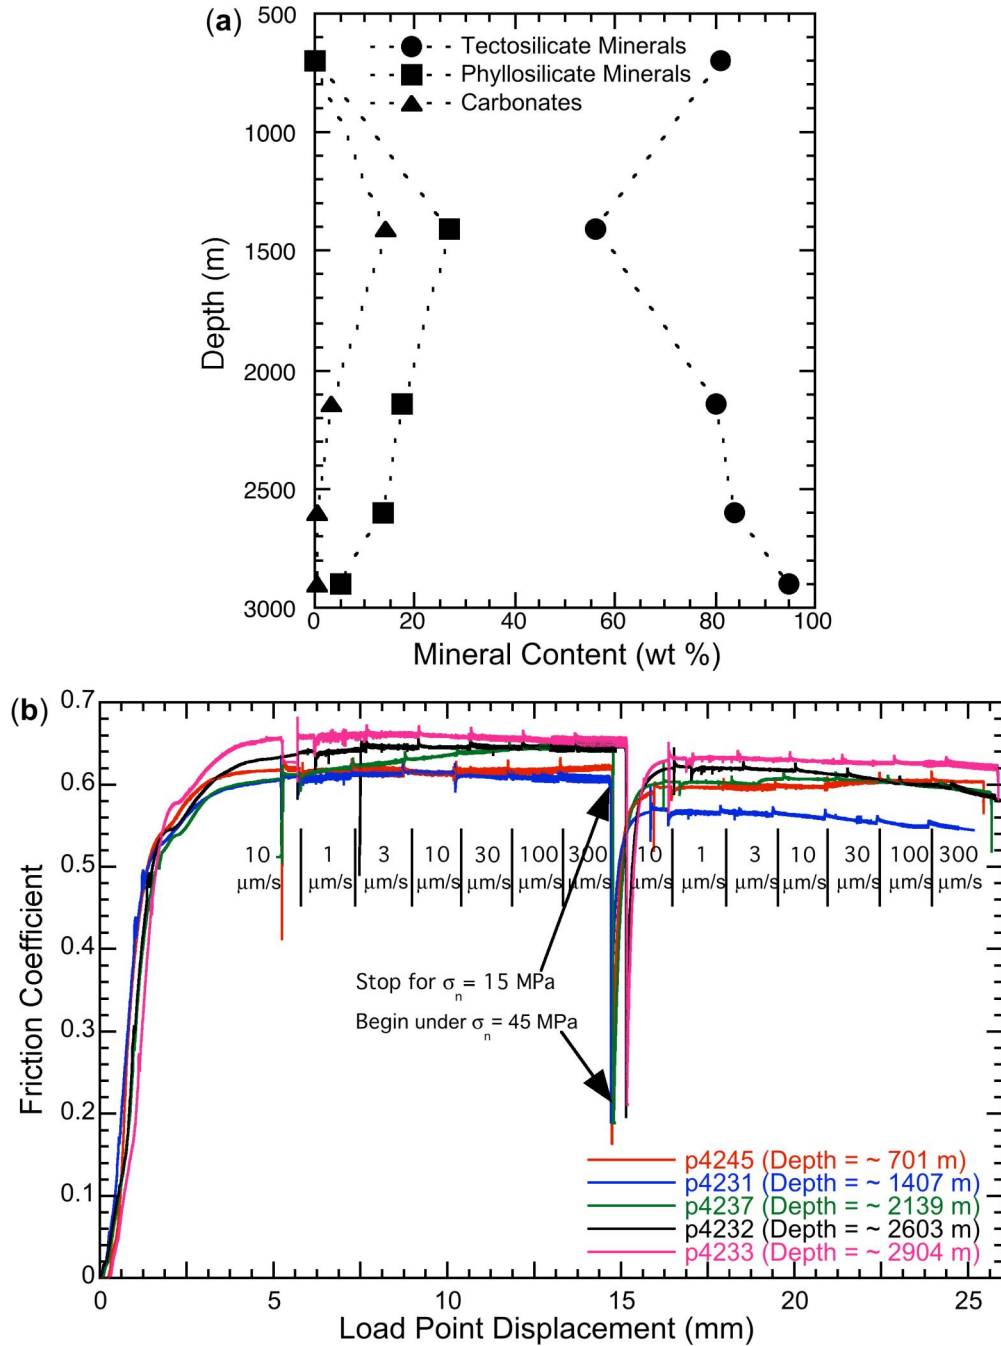 (a)
Tectosilicate Minerals
Phyllosilicate Minerals
Carbonates
500
1000
1500
2000
2500
3000
Depth (m)
0 20 40 60 80 100
Mineral Content (wt %)
(b)
0.7
0.6
0.5
0.4
0.3
0.2
0.1
0
Friction Coefficient
10 1 3 10 30 100 300 10 1 3 10 30 100 300
μm/s μm/s μm/s μm/s μm/s μm/s μm/s μm/s μm/s μm/s μm/s μm/s μm/s μm/s
Stop for σn = 15 MPa
Begin under σn = 45 MPa
p4245 (Depth = ~ 701 m)
p4231 (Depth = ~ 1407 m)
p4237 (Depth = ~ 2139 m)
p4232 (Depth = ~ 2603 m)
p4233 (Depth = ~ 2904 m)
0 5 10 15 20 25
Load Point Displacement (mm)